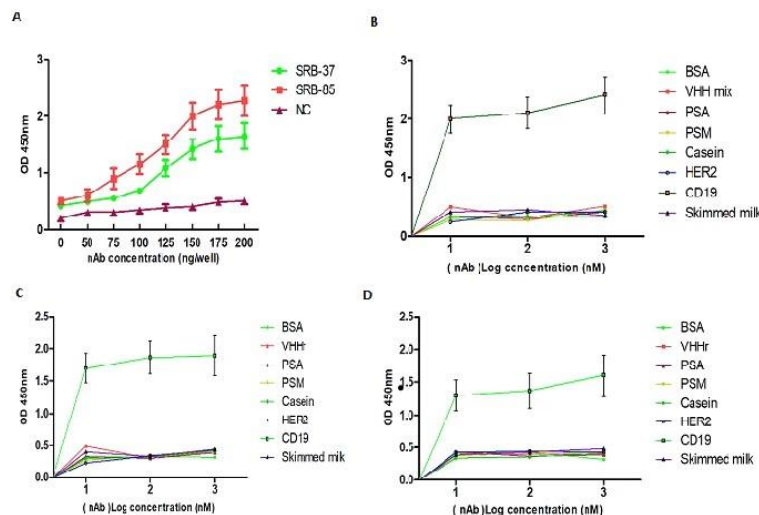 A
3
2
1
0
OD 450nm
0 50 75 100 125 150 175 200
nAb concentration (ng/well)
SRB-37
SRB-85
NC
B
3
2
1
0
OD 450nm
1 2 3
( nAb )Log concentration (nM)
BSA
VHH mix
PSA
PSM
Casein
HER2
CD19
Skimmed milk
C
2.5
2.0
1.5
1.0
0.5
0.0
OD 450nm
1 2 3
( nAb)Log concentration (nM)
BSA
VHHr
PSA
PSM
Casein
HER2
CD19
Skimmed milk
D
2.5
2.0
1.5
1.0
0.5
0.0
OD 450nm
1 2 3
( nAb)Log concentration (nM)
BSA
VHHr
PSA
PSM
Casein
HER2
CD19
Skimmed milk